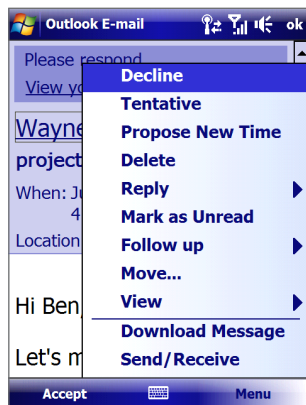 Outlook E-mail ok
Please respond
View yo
Wayne
project
When: Ju
4
Location
Hi Ben,
Let's m
Decline
Tentative
Propose New Time
Delete
Reply
Mark as Unread
Follow up
Move...
View
Download Message
Send/Receive
Accept Menu